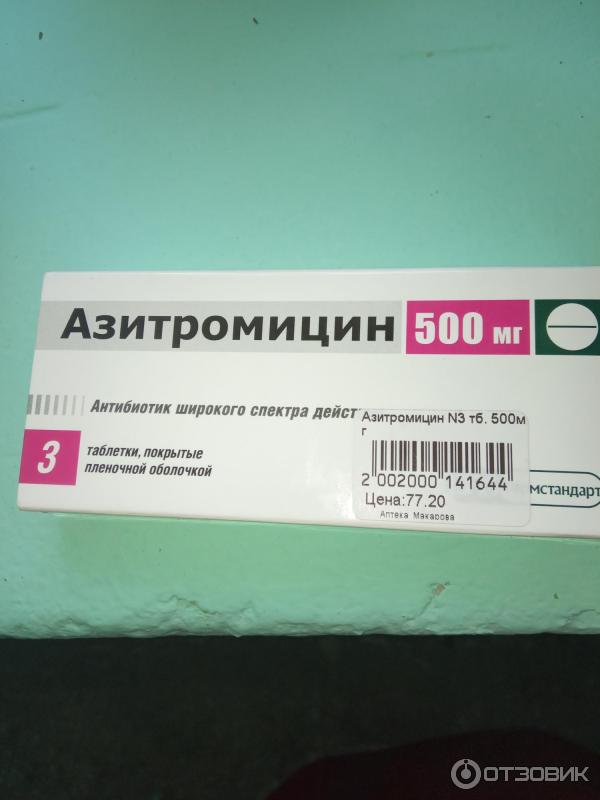 Азитромицин 500 мг
Антибиотик широкого спектра
3
таблетки, покрытые
пленочной оболочкой
Азитромицин N3 тб. 500м
г
2 002000 141644
Цена:77.20
Аптека Макарова
мстандарт
ОТЗОВИК